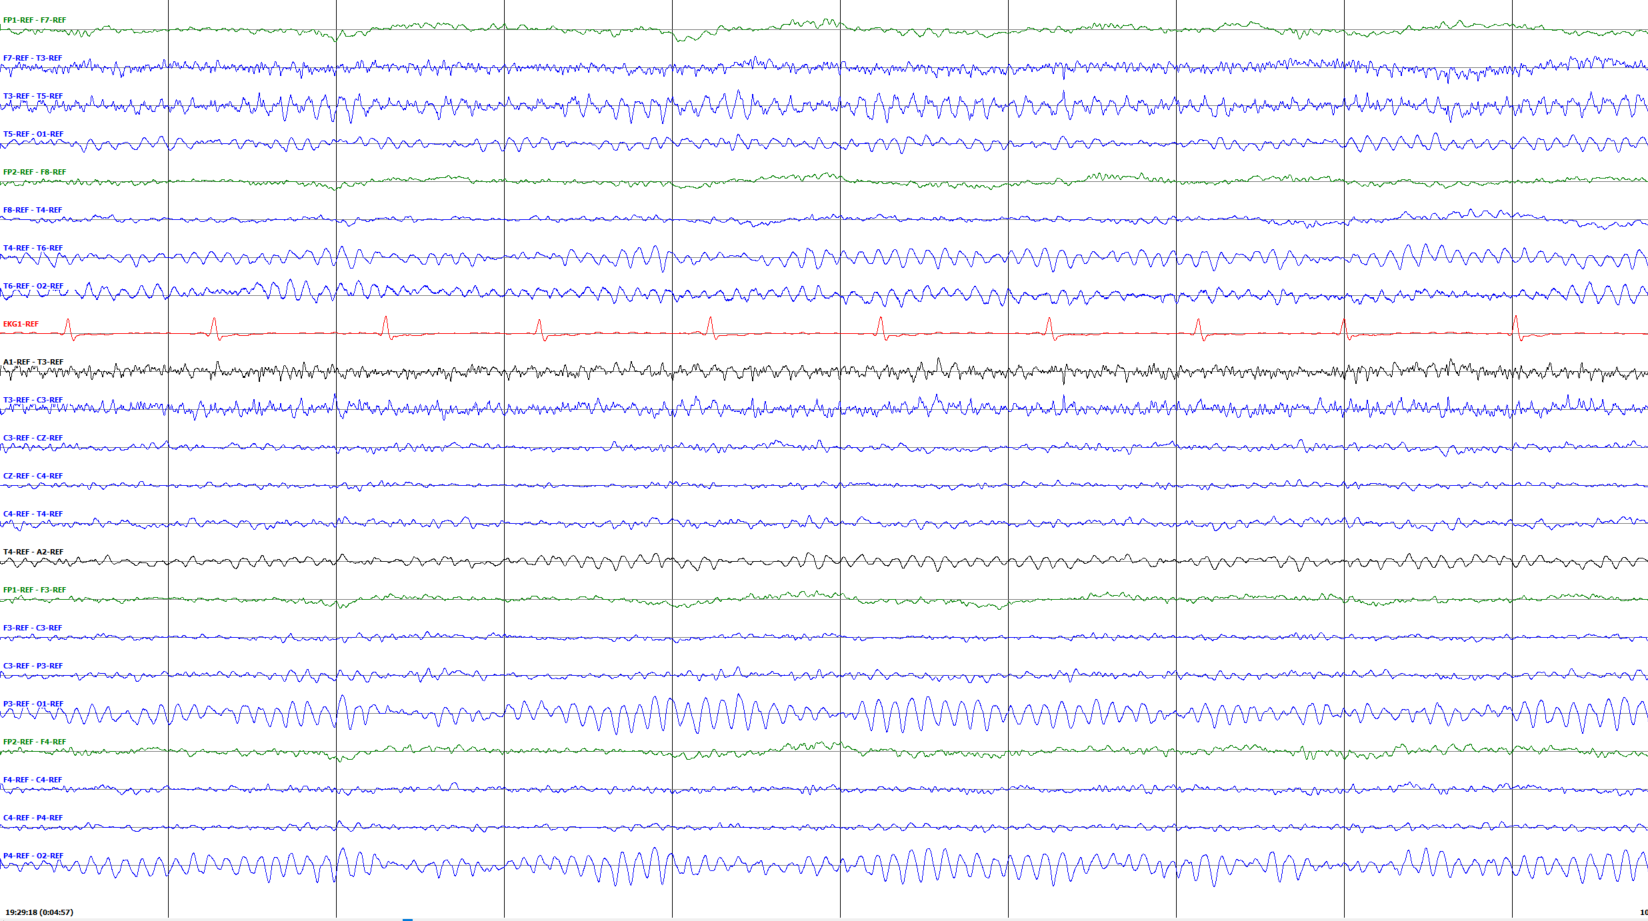 FP1-REF - F7-REF
F7-REF - T3-REF
T3-REF - T5-REF
T5-REF - O1-REF
FP2-REF - F8-REF
F8-REF - T4-REF
T4-REF - T6-REF
T6-REF - O2-REF
EKG1-REF
A1-REF - T3-REF
T3-REF - C3-REF
C3-REF - CZ-REF
CZ-REF - C4-REF
C4-REF - T4-REF
T4-REF - A2-REF
FP1-REF - F3-REF
F3-REF - C3-REF
C3-REF - P3-REF
P3-REF - O1-REF
FP2-REF - F4-REF
F4-REF - C4-REF
C4-REF - P4-REF
P4-REF - O2-REF
19:29:18 (0:04:57)
10